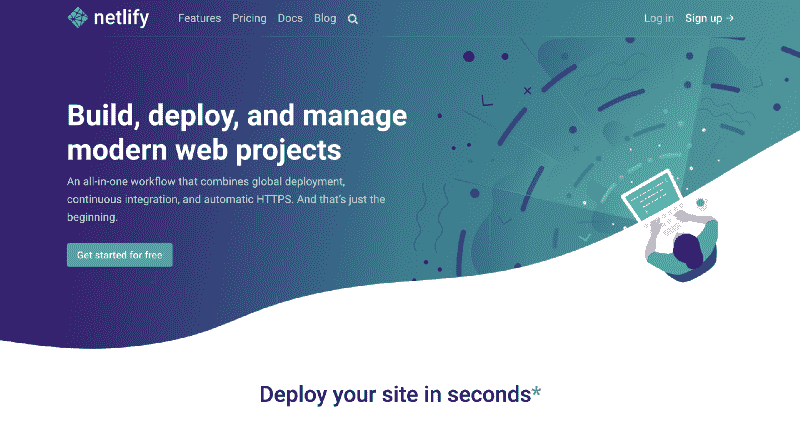 netlify Features Pricing Docs Blog Log in Sign up →
Build, deploy, and manage
modern web projects
An all-in-one workflow that combines global deployment,
continuous integration, and automatic HTTPS. And that's just the
beginning.
Get started for free
Deploy your site in seconds*